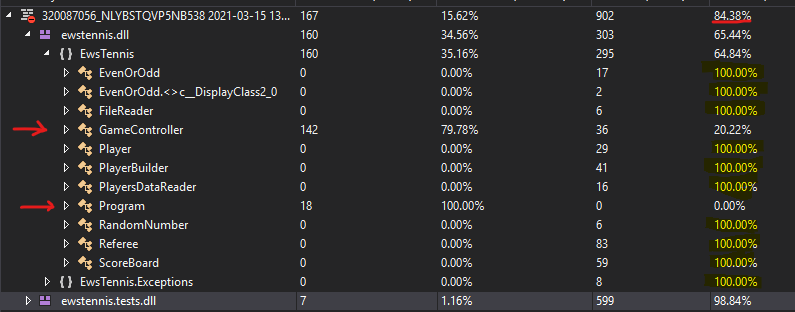 320087056_NLYBSTQVP5NB538 2021-03-15 13... 167 15.62% 902 84.38%
ewstennis.dll 160 34.56% 303 65.44%
{ } EwsTennis 160 35.16% 295 64.84%
EvenOrOdd 0 0.00% 17 100.00%
EvenOrOdd.<>c__DisplayClass2_0 0 0.00% 2 100.00%
FileReader 0 0.00% 6 100.00%
GameController 142 79.78% 36 20.22%
Player 0 0.00% 29 100.00%
PlayerBuilder 0 0.00% 41 100.00%
PlayersDataReader 0 0.00% 16 100.00%
Program 18 100.00% 0 0.00%
RandomNumber 0 0.00% 6 100.00%
Referee 0 0.00% 83 100.00%
ScoreBoard 0 0.00% 59 100.00%
{ } EwsTennis.Exceptions 0 0.00% 8 100.00%
ewstennis.tests.dll 7 1.16% 599 98.84%